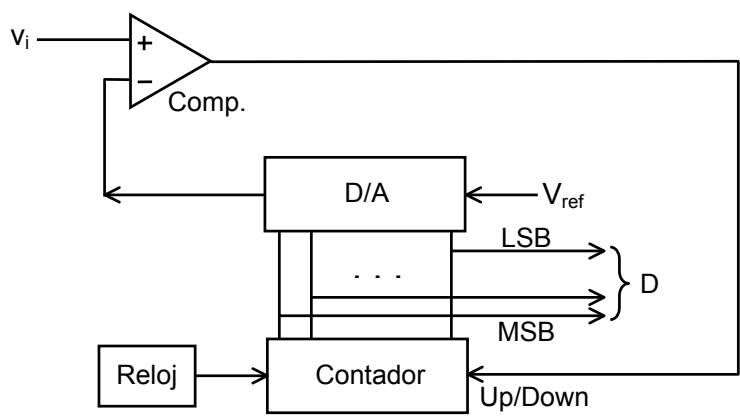 vi
+
−
Comp.
D/A
Vref
LSB
. . .
D
MSB
Reloj
Contador
Up/Down